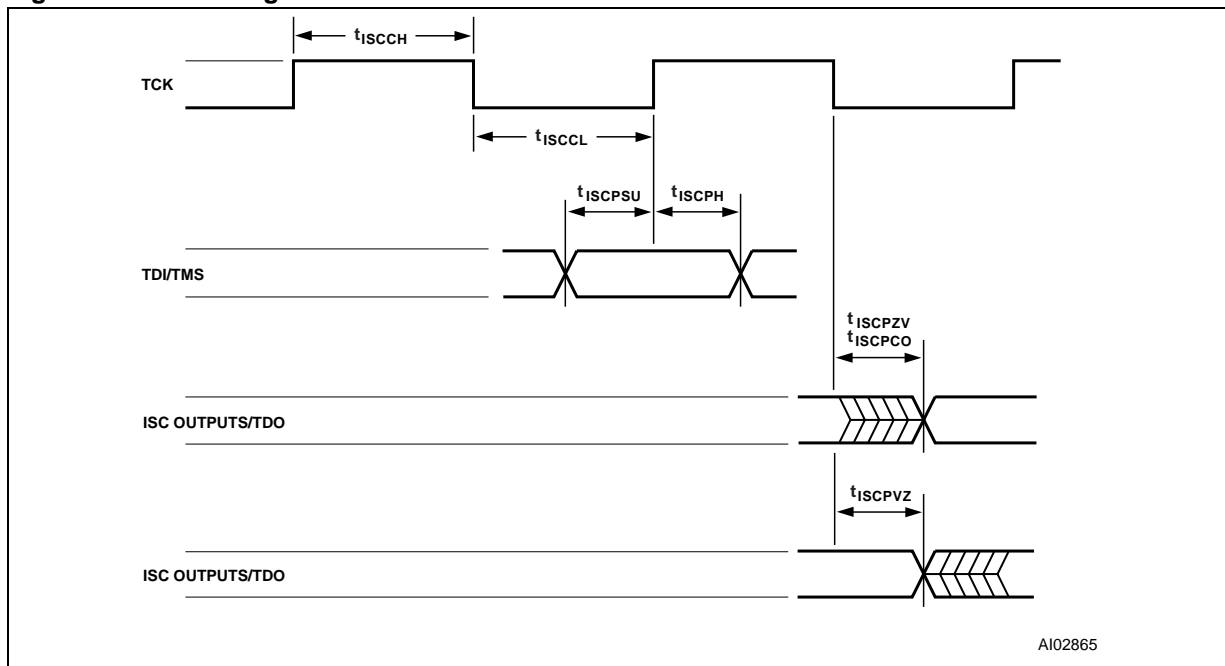 tISCCH
TCK
tISCCL
tISCPSU
tISCPH
TDI/TMS
tISCPZV
tISCPCO
ISC OUTPUTS/TDO
tISCPVZ
ISC OUTPUTS/TDO
AI02865